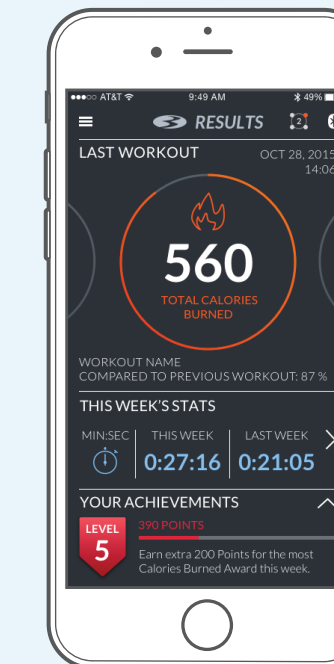 AT&T 9:49 AM 49%
RESULTS 2
LAST WORKOUT OCT 28, 2015
14:06
560
TOTAL CALORIES
BURNED
WORKOUT NAME
COMPARED TO PREVIOUS WORKOUT: 87 %
THIS WEEK'S STATS
MIN:SEC THIS WEEK LAST WEEK
0:27:16 0:21:05
YOUR ACHIEVEMENTS
LEVEL 390 POINTS
5
Earn extra 200 Points for the most
Calories Burned Award this week.